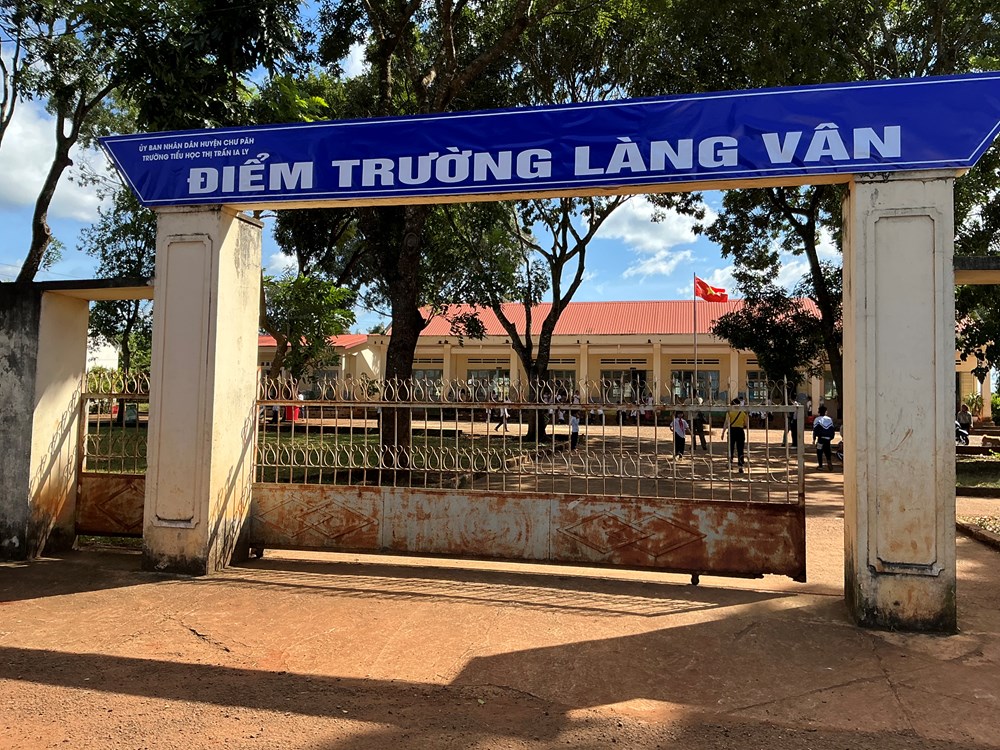 ỦY BAN NHÂN DÂN HUYỆN CHƯ PĂH
TRƯỜNG TIỂU HỌC THỊ TRẤN IA LY
ĐIỂM TRƯỜNG LÀNG VÂN